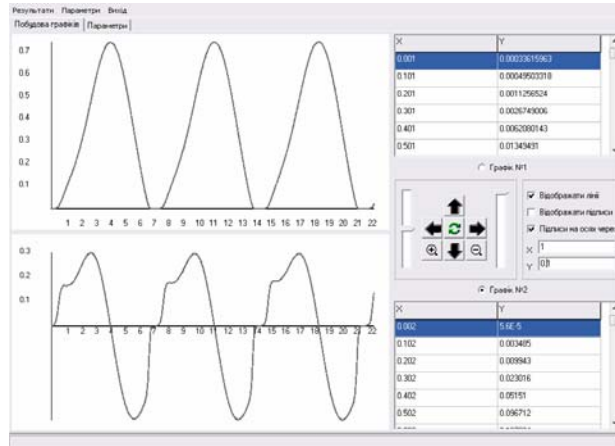 Результати Параметри Вихід
Побудова графіків Параметри
0.7
0.6
0.5
0.4
0.3
0.2
0.1
1 2 3 4 5 6 7 8 9 10 11 12 13 14 15 16 17 18 19 20 21 22
0.3
0.2
0.1
1 2 3 4 5 6 7 8 9 10 11 12 13 14 15 16 17 18 19 20 21 22
X Y
0.001 0.00033615963
0.101 0.00049503318
0.201 0.0011256524
0.301 0.0026749006
0.401 0.0062080143
0.501 0.01349491
Графік №1
Відображати лінії
Відображати підписи
Підписи на осях через
X 1
Y 0.1
Графік №2
X Y
0.002 5.6E-5
0.102 0.003485
0.202 0.009943
0.302 0.023016
0.402 0.05151
0.502 0.096712